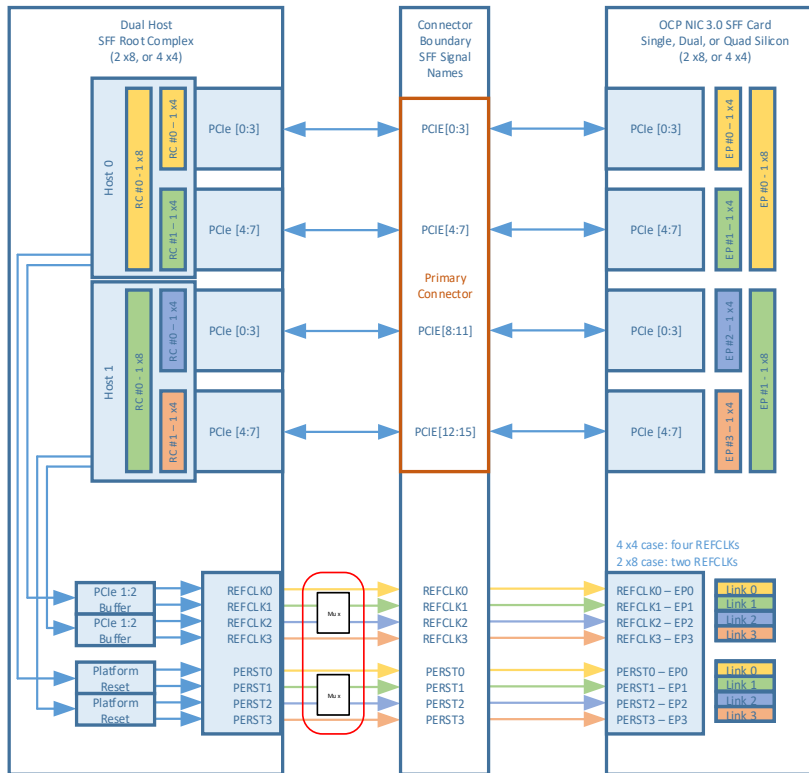 Dual Host
SFF Root Complex
(2 x8, or 4 x4)
Connector
Boundary
SFF Signal
Names
OCP NIC 3.0 SFF Card
Single, Dual, or Quad Silicon
(2 x8, or 4 x4)
Host 0
RC #0 - 1 x8
RC #0 – 1 x4
PCIe [0:3]
PCIE[0:3]
PCIe [0:3]
EP #0 – 1 x4
EP #0 - 1 x8
RC #1 – 1 x4
PCIe [4:7]
PCIE[4:7]
PCIe [4:7]
EP #1 – 1 x4
Primary
Connector
Host 1
RC #0 - 1 x8
RC #0 – 1 x4
PCIe [0:3]
PCIE[8:11]
PCIe [0:3]
EP #2 – 1 x4
EP #1 - 1 x8
RC #1 – 1 x4
PCIe [4:7]
PCIE[12:15]
PCIe [4:7]
EP #3 – 1 x4
4 x4 case: four REFCLKs
2 x8 case: two REFCLKs
PCIe 1:2
Buffer
PCIe 1:2
Buffer
REFCLK0
REFCLK1
REFCLK2
REFCLK3
Mux
REFCLK0
REFCLK1
REFCLK2
REFCLK3
REFCLK0 – EP0
REFCLK1 – EP1
REFCLK2 – EP2
REFCLK3 – EP3
Link 0
Link 1
Link 2
Link 3
Platform
Reset
Platform
Reset
PERST0
PERST1
PERST2
PERST3
Mux
PERST0
PERST1
PERST2
PERST3
PERST0 – EP0
PERST1 – EP1
PERST2 – EP2
PERST3 – EP3
Link 0
Link 1
Link 2
Link 3